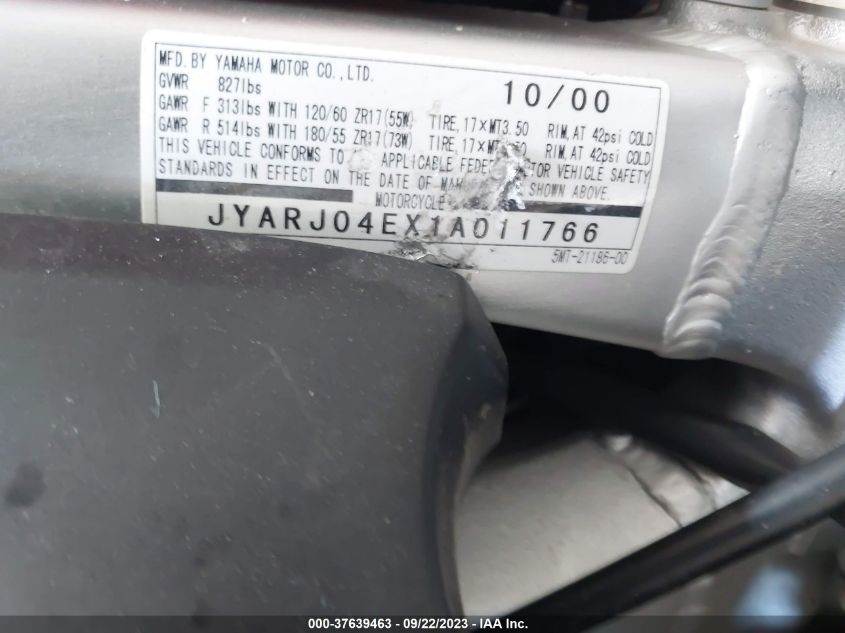 MFD. BY YAMAHA MOTOR CO., LTD.
GVWR 827lbs 10/00
GAWR F 313lbs WITH 120/60 ZR17(55W) TIRE, 17×MT3.50 RIM, AT 42psi COLD
GAWR R 514lbs WITH 180/55 ZR17(73W) TIRE, 17× RIM, AT 42psi COLD
THIS VEHICLE CONFORMS TO APPLICABLE VEHICLE SAFETY
STANDARDS IN EFFECT ON THE DATE OF SHOWN ABOVE.
MOTORCYCLE
JYARJ04EX1A011766
5MT-21186-00
000-37639463 - 09/22/2023 - IAA Inc.